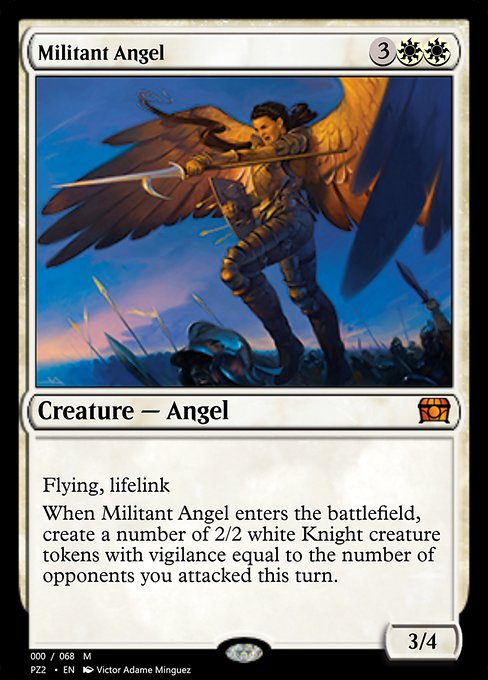 Militant Angel 3
Creature — Angel
Flying, lifelink
When Militant Angel enters the battlefield,
create a number of 2/2 white Knight creature
tokens with vigilance equal to the number of
opponents you attacked this turn.
3/4
000 / 068 M
PZ2 • EN Victor Adame Minguez